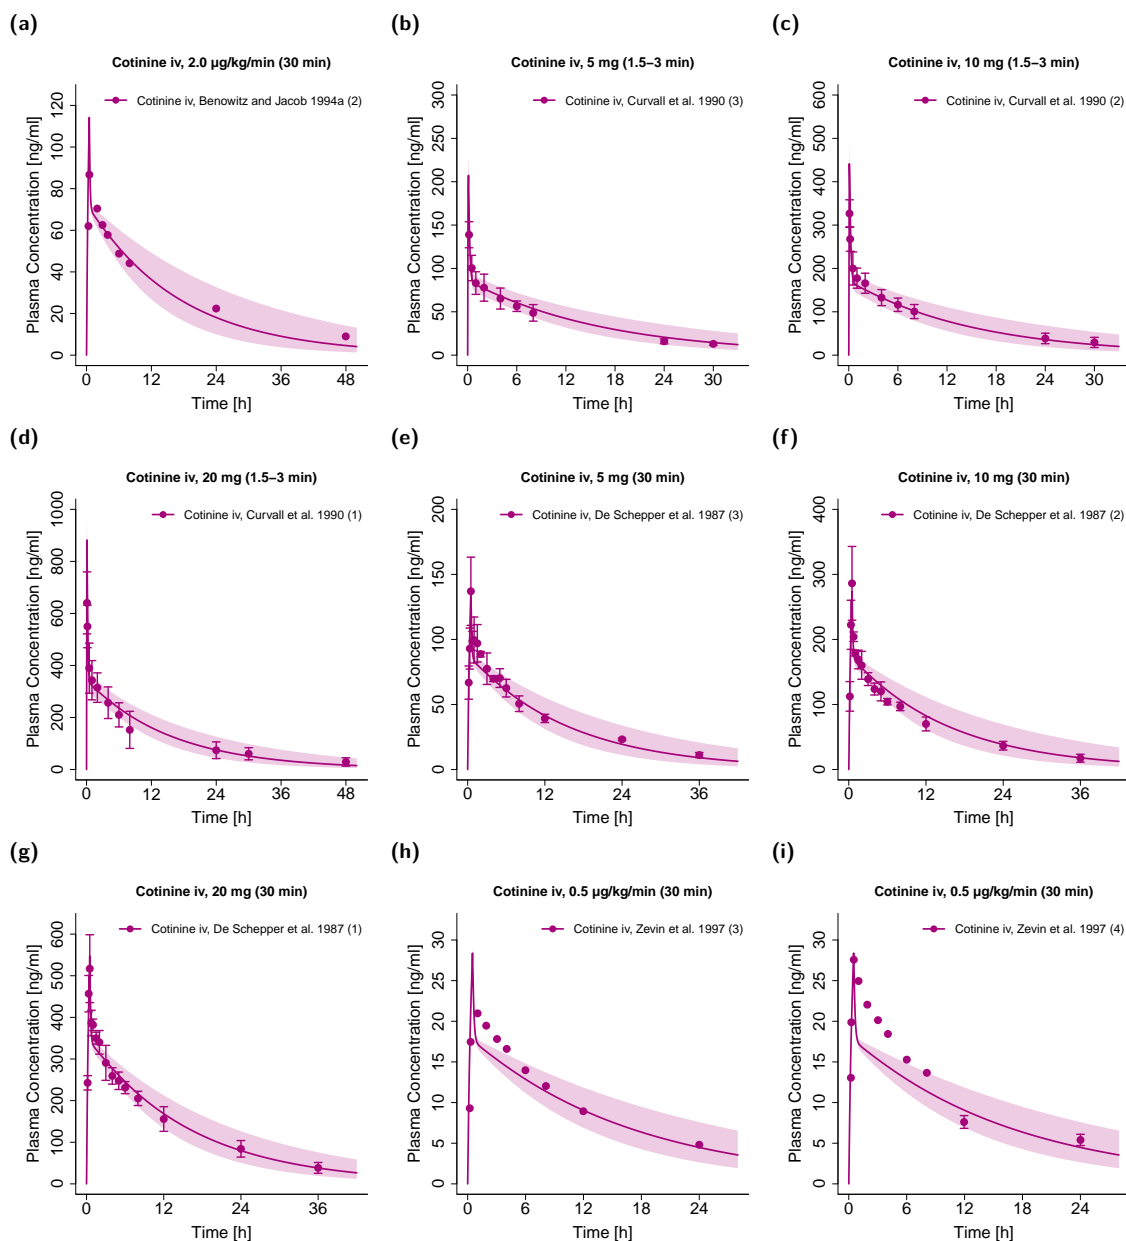 (a)
Cotinine iv, 2.0 µg/kg/min (30 min)
Cotinine iv, Benowitz and Jacob 1994a (2)
Plasma Concentration [ng/ml]
120
100
80
60
40
20
0
0 12 24 36 48
Time [h]
(b)
Cotinine iv, 5 mg (1.5–3 min)
Cotinine iv, Curvall et al. 1990 (3)
Plasma Concentration [ng/ml]
300
250
200
150
100
50
0
0 6 12 18 24 30
Time [h]
(c)
Cotinine iv, 10 mg (1.5–3 min)
Cotinine iv, Curvall et al. 1990 (2)
Plasma Concentration [ng/ml]
600
500
400
300
200
100
0
0 6 12 18 24 30
Time [h]
(d)
Cotinine iv, 20 mg (1.5–3 min)
Cotinine iv, Curvall et al. 1990 (1)
Plasma Concentration [ng/ml]
1000
800
600
400
200
0
0 12 24 36 48
Time [h]
(e)
Cotinine iv, 5 mg (30 min)
Cotinine iv, De Schepper et al. 1987 (3)
Plasma Concentration [ng/ml]
200
150
100
50
0
0 12 24 36
Time [h]
(f)
Cotinine iv, 10 mg (30 min)
Cotinine iv, De Schepper et al. 1987 (2)
Plasma Concentration [ng/ml]
400
300
200
100
0
0 12 24 36
Time [h]
(g)
Cotinine iv, 20 mg (30 min)
Cotinine iv, De Schepper et al. 1987 (1)
Plasma Concentration [ng/ml]
600
500
400
300
200
100
0
0 12 24 36
Time [h]
(h)
Cotinine iv, 0.5 µg/kg/min (30 min)
Cotinine iv, Zevin et al. 1997 (3)
Plasma Concentration [ng/ml]
30
25
20
15
10
5
0
0 6 12 18 24
Time [h]
(i)
Cotinine iv, 0.5 µg/kg/min (30 min)
Cotinine iv, Zevin et al. 1997 (4)
Plasma Concentration [ng/ml]
30
25
20
15
10
5
0
0 6 12 18 24
Time [h]